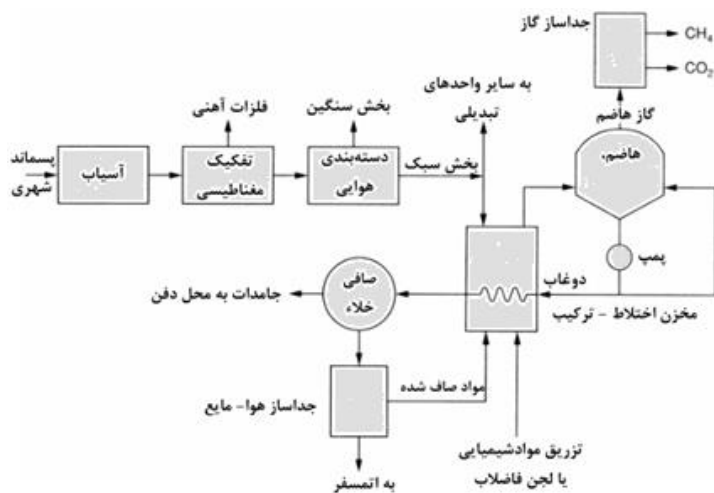 جداساز گاز
CH₄
CO₂
گاز هاضم
هاضم،
پمپ
به سایر واحدهای
تبدیلی
بخش سنگین
فلزات آهنی
پسماند
شهری
آسیاب
تفکیک
مغناطیسی
دسته‌بندی
هوایی
بخش سبک
دوغاب
مخزن اختلاط - ترکیب
صافی
خلاء
جامدات به محل دفن
مواد صاف شده
جداساز هوا- مایع
به اتمسفر
تزریق موادشیمیایی
یا لجن فاضلاب